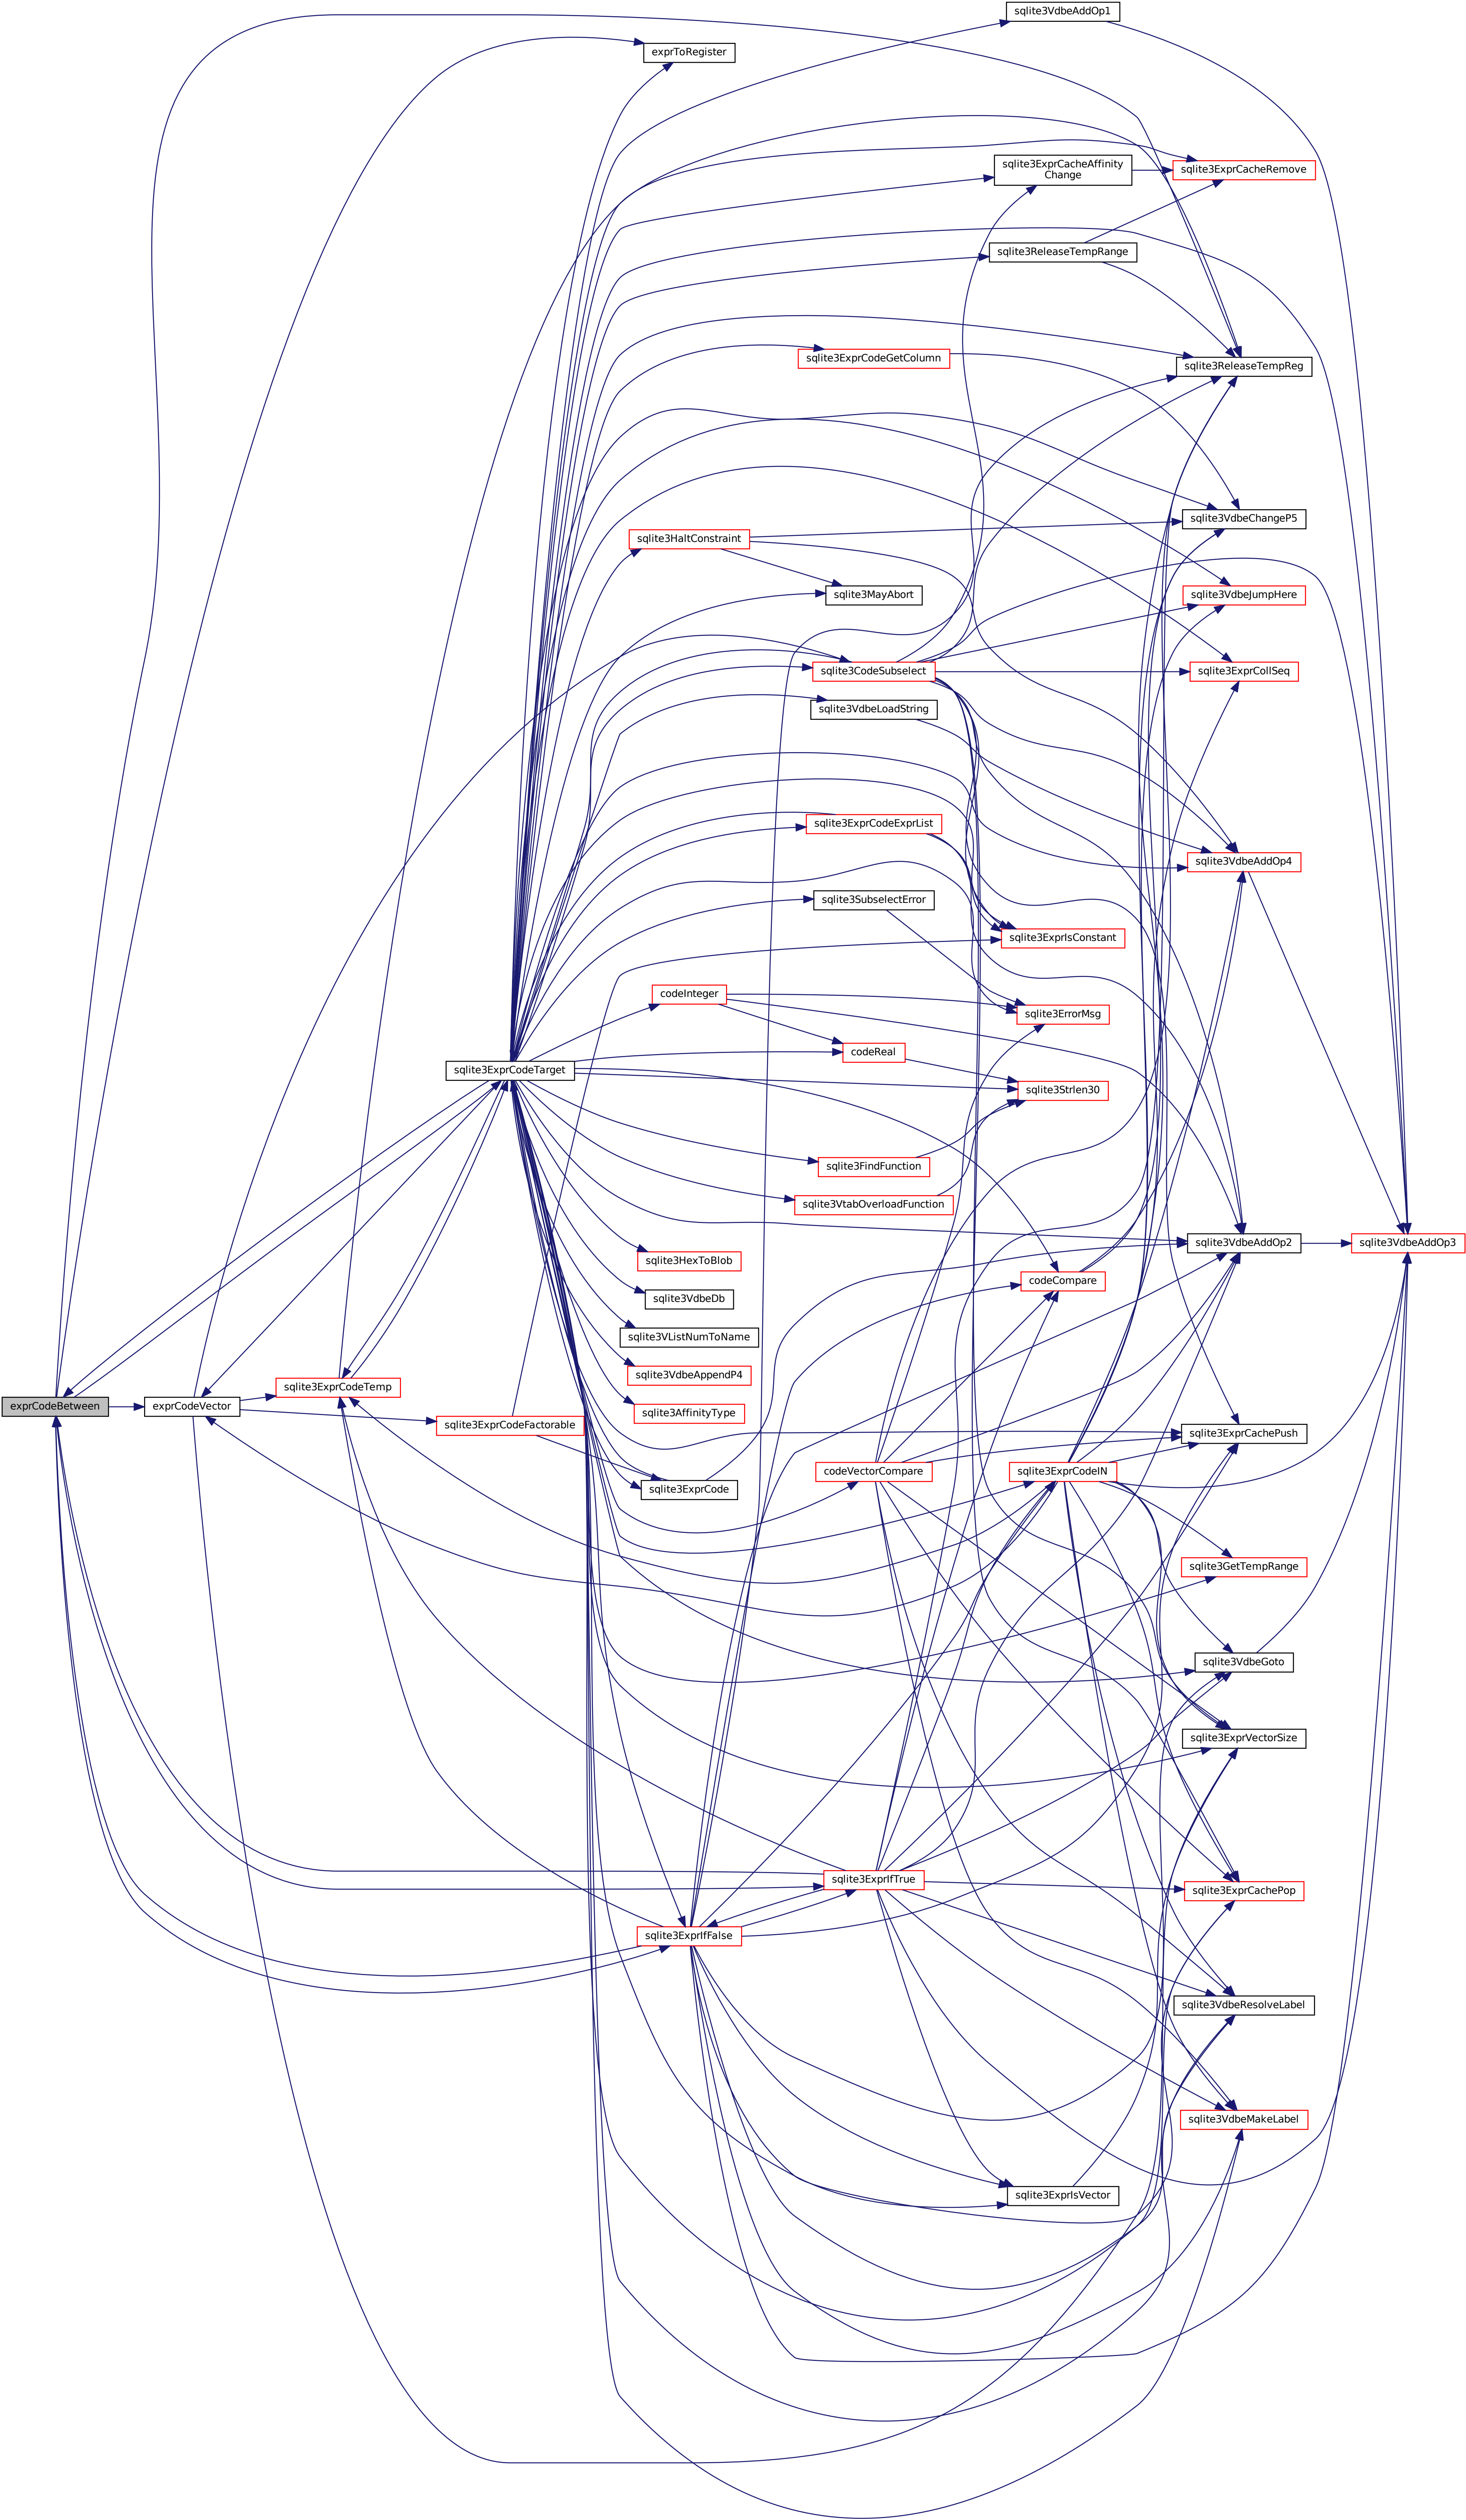 sqlite3VdbeAddOp1
exprToRegister
sqlite3ExprCacheAffinity
Change
sqlite3ExprCacheRemove
sqlite3ReleaseTempRange
sqlite3ExprCodeGetColumn
sqlite3ReleaseTempReg
sqlite3VdbeChangeP5
sqlite3HaltConstraint
sqlite3MayAbort
sqlite3VdbeJumpHere
sqlite3CodeSubselect
sqlite3ExprCollSeq
sqlite3VdbeLoadString
sqlite3ExprCodeExprList
sqlite3VdbeAddOp4
sqlite3SubselectError
sqlite3ExprIsConstant
codeInteger
sqlite3ErrorMsg
codeReal
sqlite3ExprCodeTarget
sqlite3Strlen30
sqlite3FindFunction
sqlite3VtabOverloadFunction
sqlite3VdbeAddOp2
sqlite3VdbeAddOp3
sqlite3HexToBlob
codeCompare
sqlite3VdbeDb
sqlite3VListNumToName
sqlite3VdbeAppendP4
sqlite3ExprCodeTemp
exprCodeBetween
exprCodeVector
sqlite3AffinityType
sqlite3ExprCodeFactorable
sqlite3ExprCachePush
codeVectorCompare
sqlite3ExprCodeIN
sqlite3ExprCode
sqlite3GetTempRange
sqlite3VdbeGoto
sqlite3ExprVectorSize
sqlite3ExprIfTrue
sqlite3ExprCachePop
sqlite3ExprIfFalse
sqlite3VdbeResolveLabel
sqlite3VdbeMakeLabel
sqlite3ExprIsVector